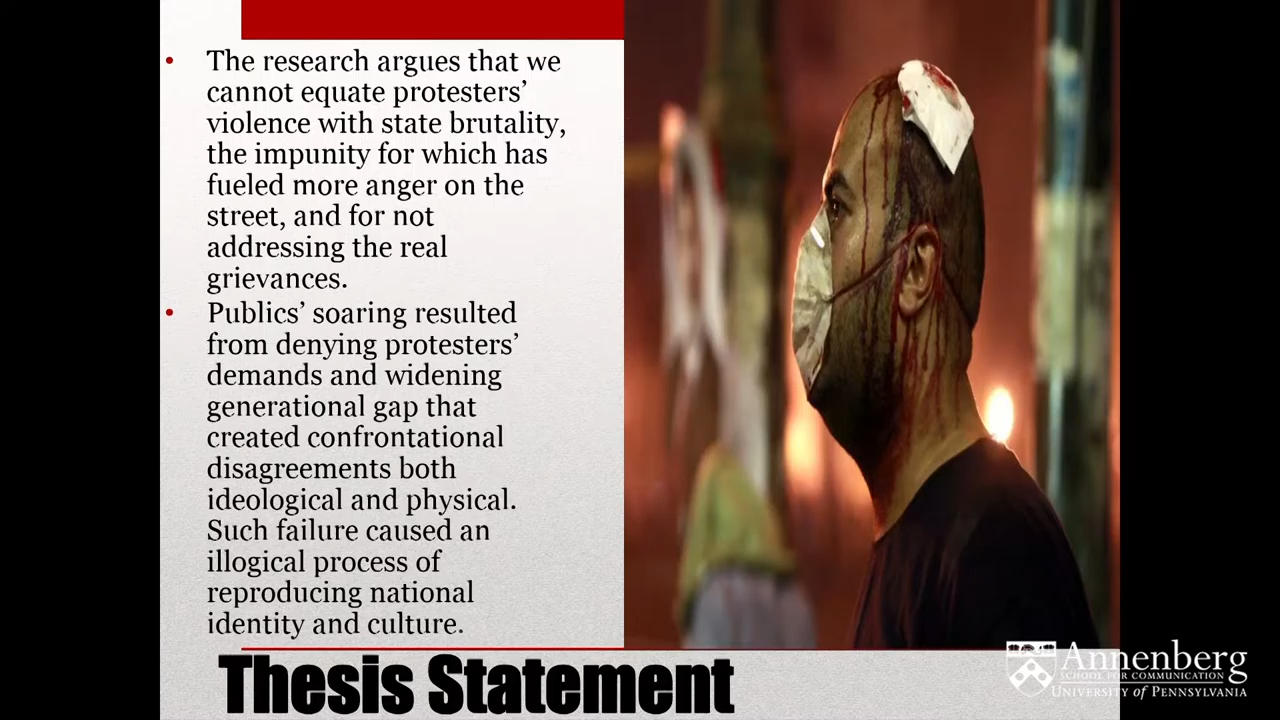 • The research argues that we
cannot equate protesters’
violence with state brutality,
the impunity for which has
fueled more anger on the
street, and for not
addressing the real
grievances.
• Publics’ soaring resulted
from denying protesters’
demands and widening
generational gap that
created confrontational
disagreements both
ideological and physical.
Such failure caused an
illogical process of
reproducing national
identity and culture.
Thesis Statement
Annenberg
SCHOOL FOR COMMUNICATION
UNIVERSITY of PENNSYLVANIA